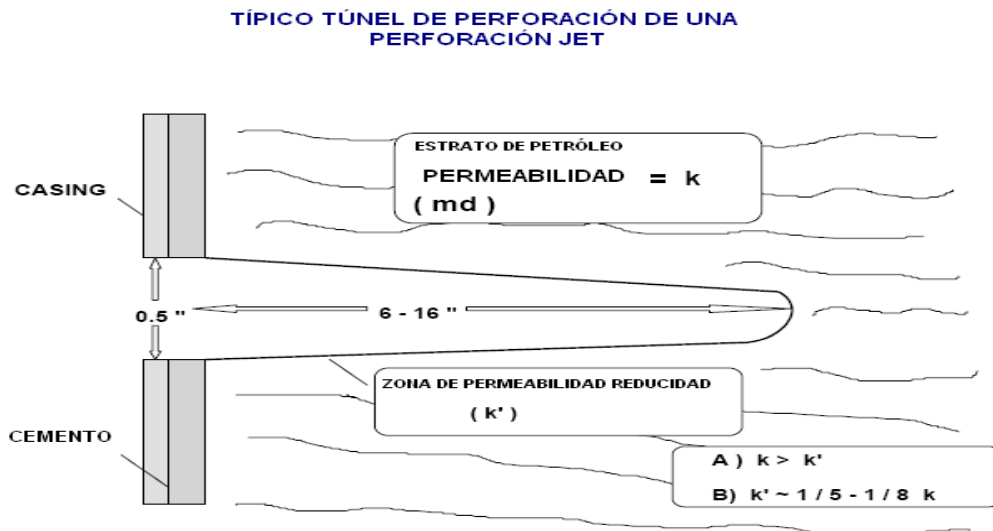 TÍPICO TÚNEL DE PERFORACIÓN DE UNA
PERFORACIÓN JET
ESTRATO DE PETRÓLEO
PERMEABILIDAD = k
( md )
CASING
0.5 "
6 - 16 "
ZONA DE PERMEABILIDAD REDUCIDAD
( k' )
CEMENTO
A ) k > k'
B) k' ~ 1 / 5 - 1 / 8 k